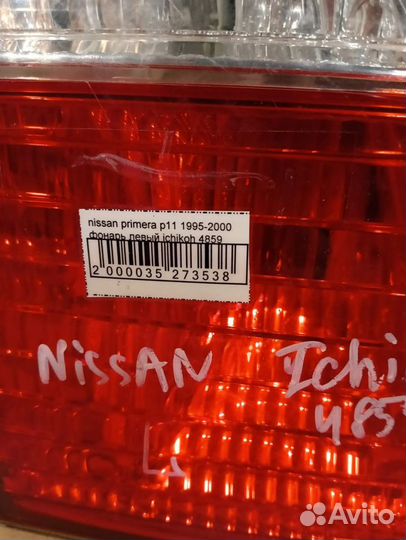 nissan primera p11 1995-2000
фонарь левый ichikoh 4859
2 000035 273538
NISSAN Ichi
485
L
Avito